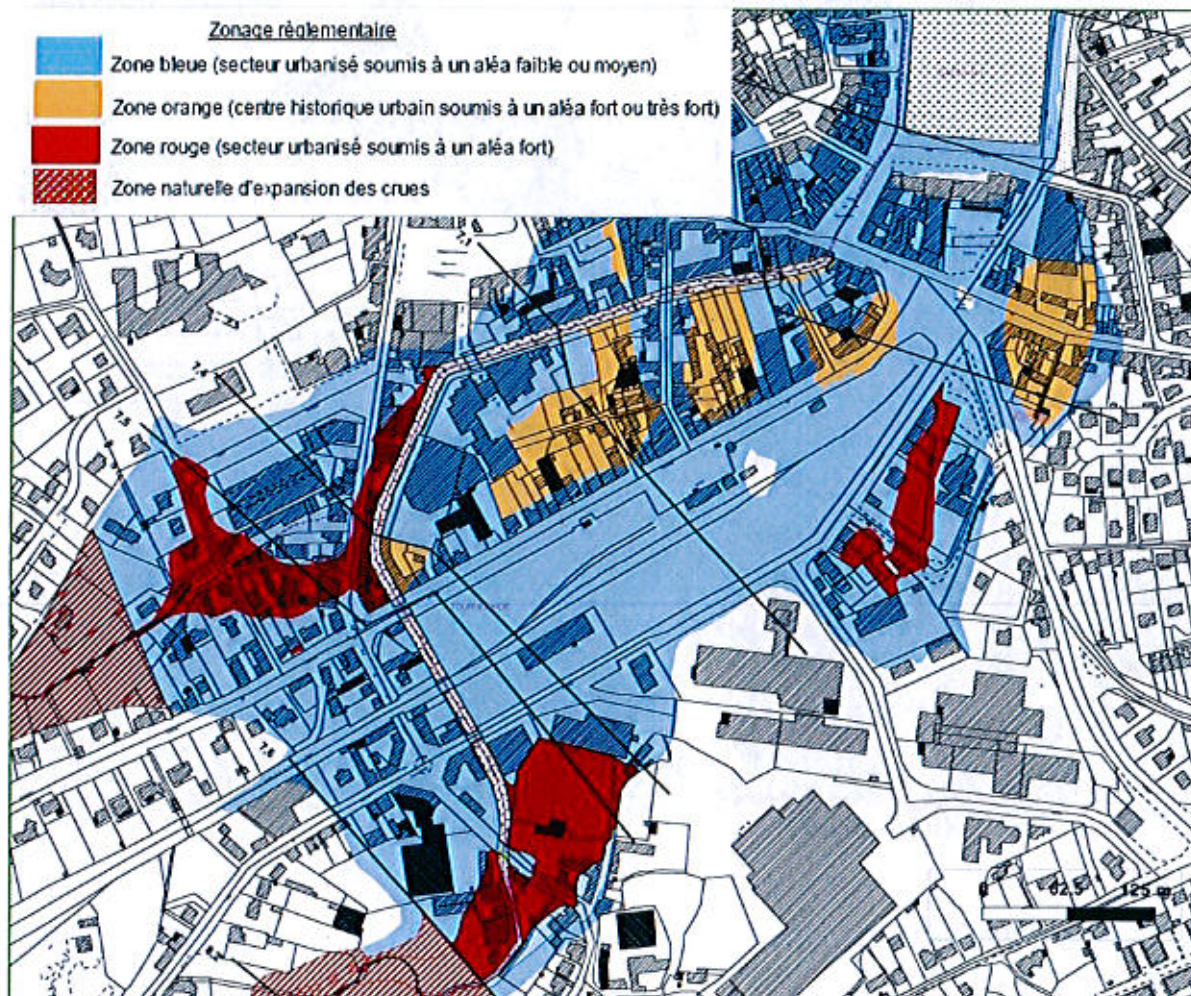 Zonage règlementaire
Zone bleue (secteur urbanisé soumis à un aléa faible ou moyen)
Zone orange (centre historique urbain soumis à un aléa fort ou très fort)
Zone rouge (secteur urbanisé soumis à un aléa fort)
Zone naturelle d'expansion des crues
7.6
0 62.5 125 m